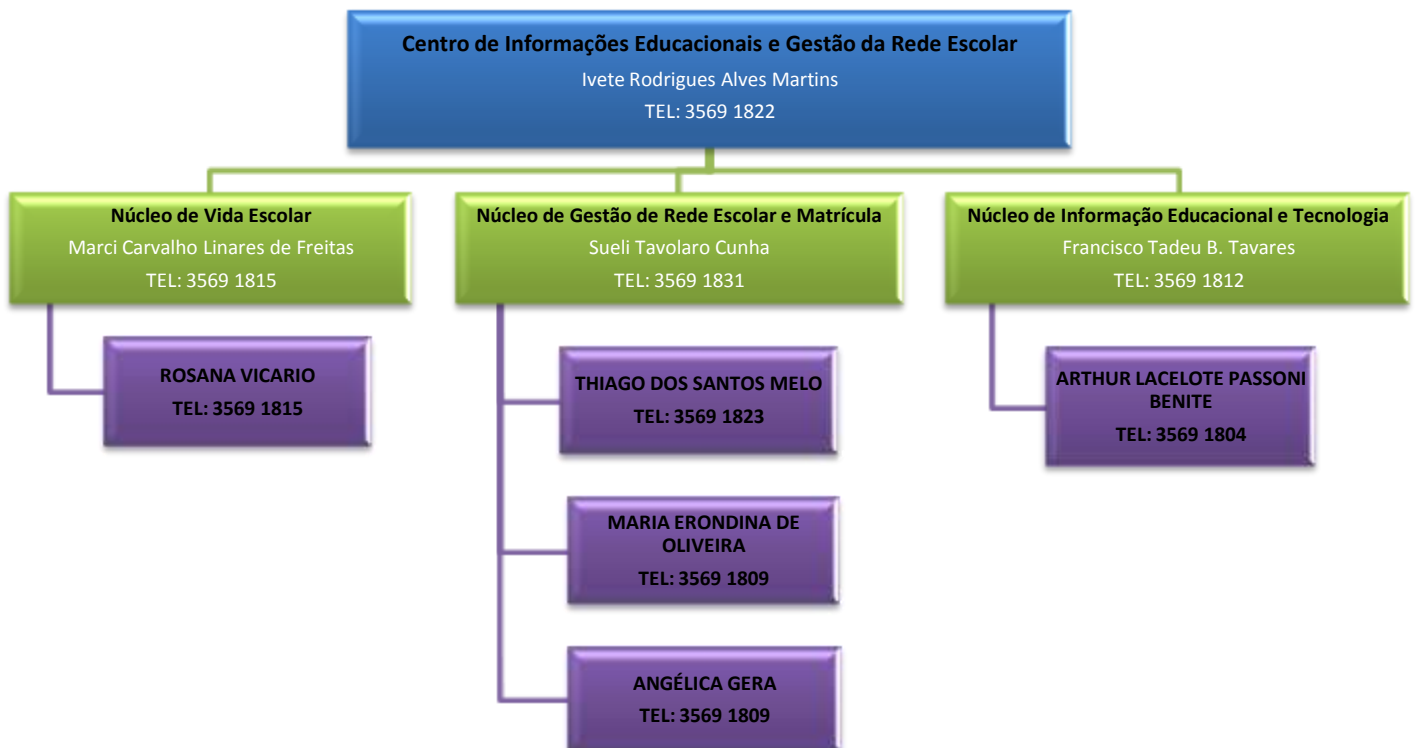 Centro de Informações Educacionais e Gestão da Rede Escolar
Ivete Rodrigues Alves Martins
TEL: 3569 1822
Núcleo de Vida Escolar
Marci Carvalho Linares de Freitas
TEL: 3569 1815
Núcleo de Gestão de Rede Escolar e Matrícula
Sueli Tavolaro Cunha
TEL: 3569 1831
Núcleo de Informação Educacional e Tecnologia
Francisco Tadeu B. Tavares
TEL: 3569 1812
ROSANA VICARIO
TEL: 3569 1815
THIAGO DOS SANTOS MELO
TEL: 3569 1823
MARIA ERONDINA DE
OLIVEIRA
TEL: 3569 1809
ANGÉLICA GERA
TEL: 3569 1809
ARTHUR LACELOTE PASSONI
BENITE
TEL: 3569 1804